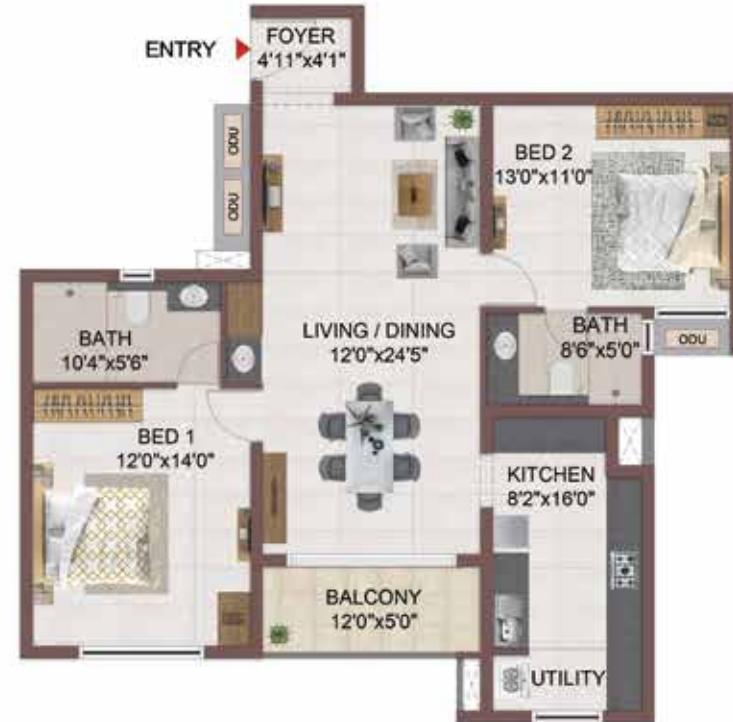 ENTRY
FOYER
4'11"x4'1"
ODU
ODU
BED 2
13'0"x11'0"
BATH
10'4"x5'6"
LIVING / DINING
12'0"x24'5"
BATH
8'6"x5'0"
ODU
BED 1
12'0"x14'0"
KITCHEN
8'2"x16'0"
BALCONY
12'0"x5'0"
UTILITY